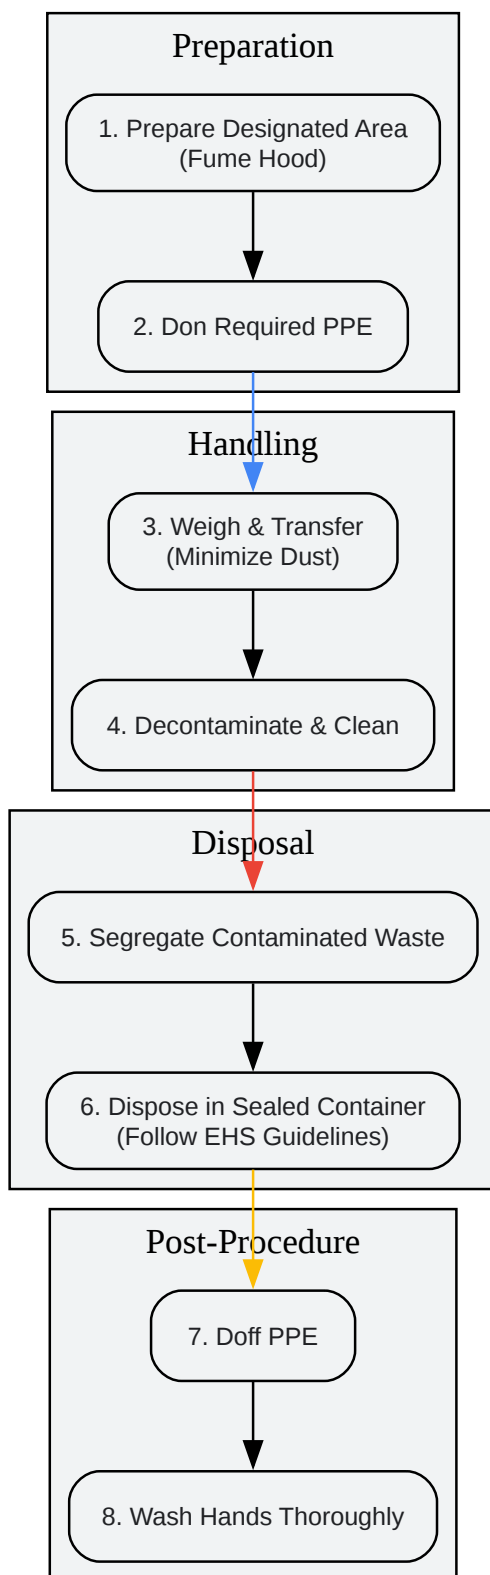 Preparation
1. Prepare Designated Area
(Fume Hood)
2. Don Required PPE
Handling
3. Weigh & Transfer
(Minimize Dust)
4. Decontaminate & Clean
Disposal
5. Segregate Contaminated Waste
6. Dispose in Sealed Container
(Follow EHS Guidelines)
Post-Procedure
7. Doff PPE
8. Wash Hands Thoroughly